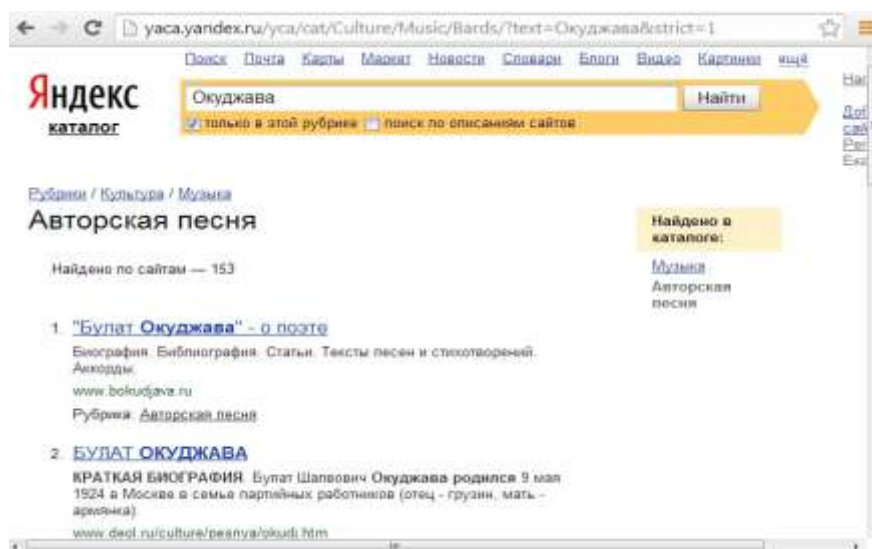 yaca.yandex.ru/yca/cat/Culture/Music/Bards/?text=Окуджава&strict=1
Поиск Почта Карты Маркет Новости Словари Блоги Видео Картинки ещё
Яндекс
каталог
Окуджава
Найти
только в этой рубрике поиск по описаниям сайтов
Рубрики / Культура / Музыка
Авторская песня
Найдено по сайтам — 153
1. "Булат Окуджава" - о поэте
Биография. Библиография. Статьи. Тексты песен и стихотворений.
Аккорды.
www.bokudjava.ru
Рубрика: Авторская песня
2. БУЛАТ ОКУДЖАВА
КРАТКАЯ БИОГРАФИЯ. Булат Шалвович Окуджава родился 9 мая
1924 в Москве в семье партийных работников (отец - грузин, мать -
армянка).
www.deol.ru/culture/pesnya/okudj.htm
Найдено в
каталоге:
Музыка
Авторская
песня